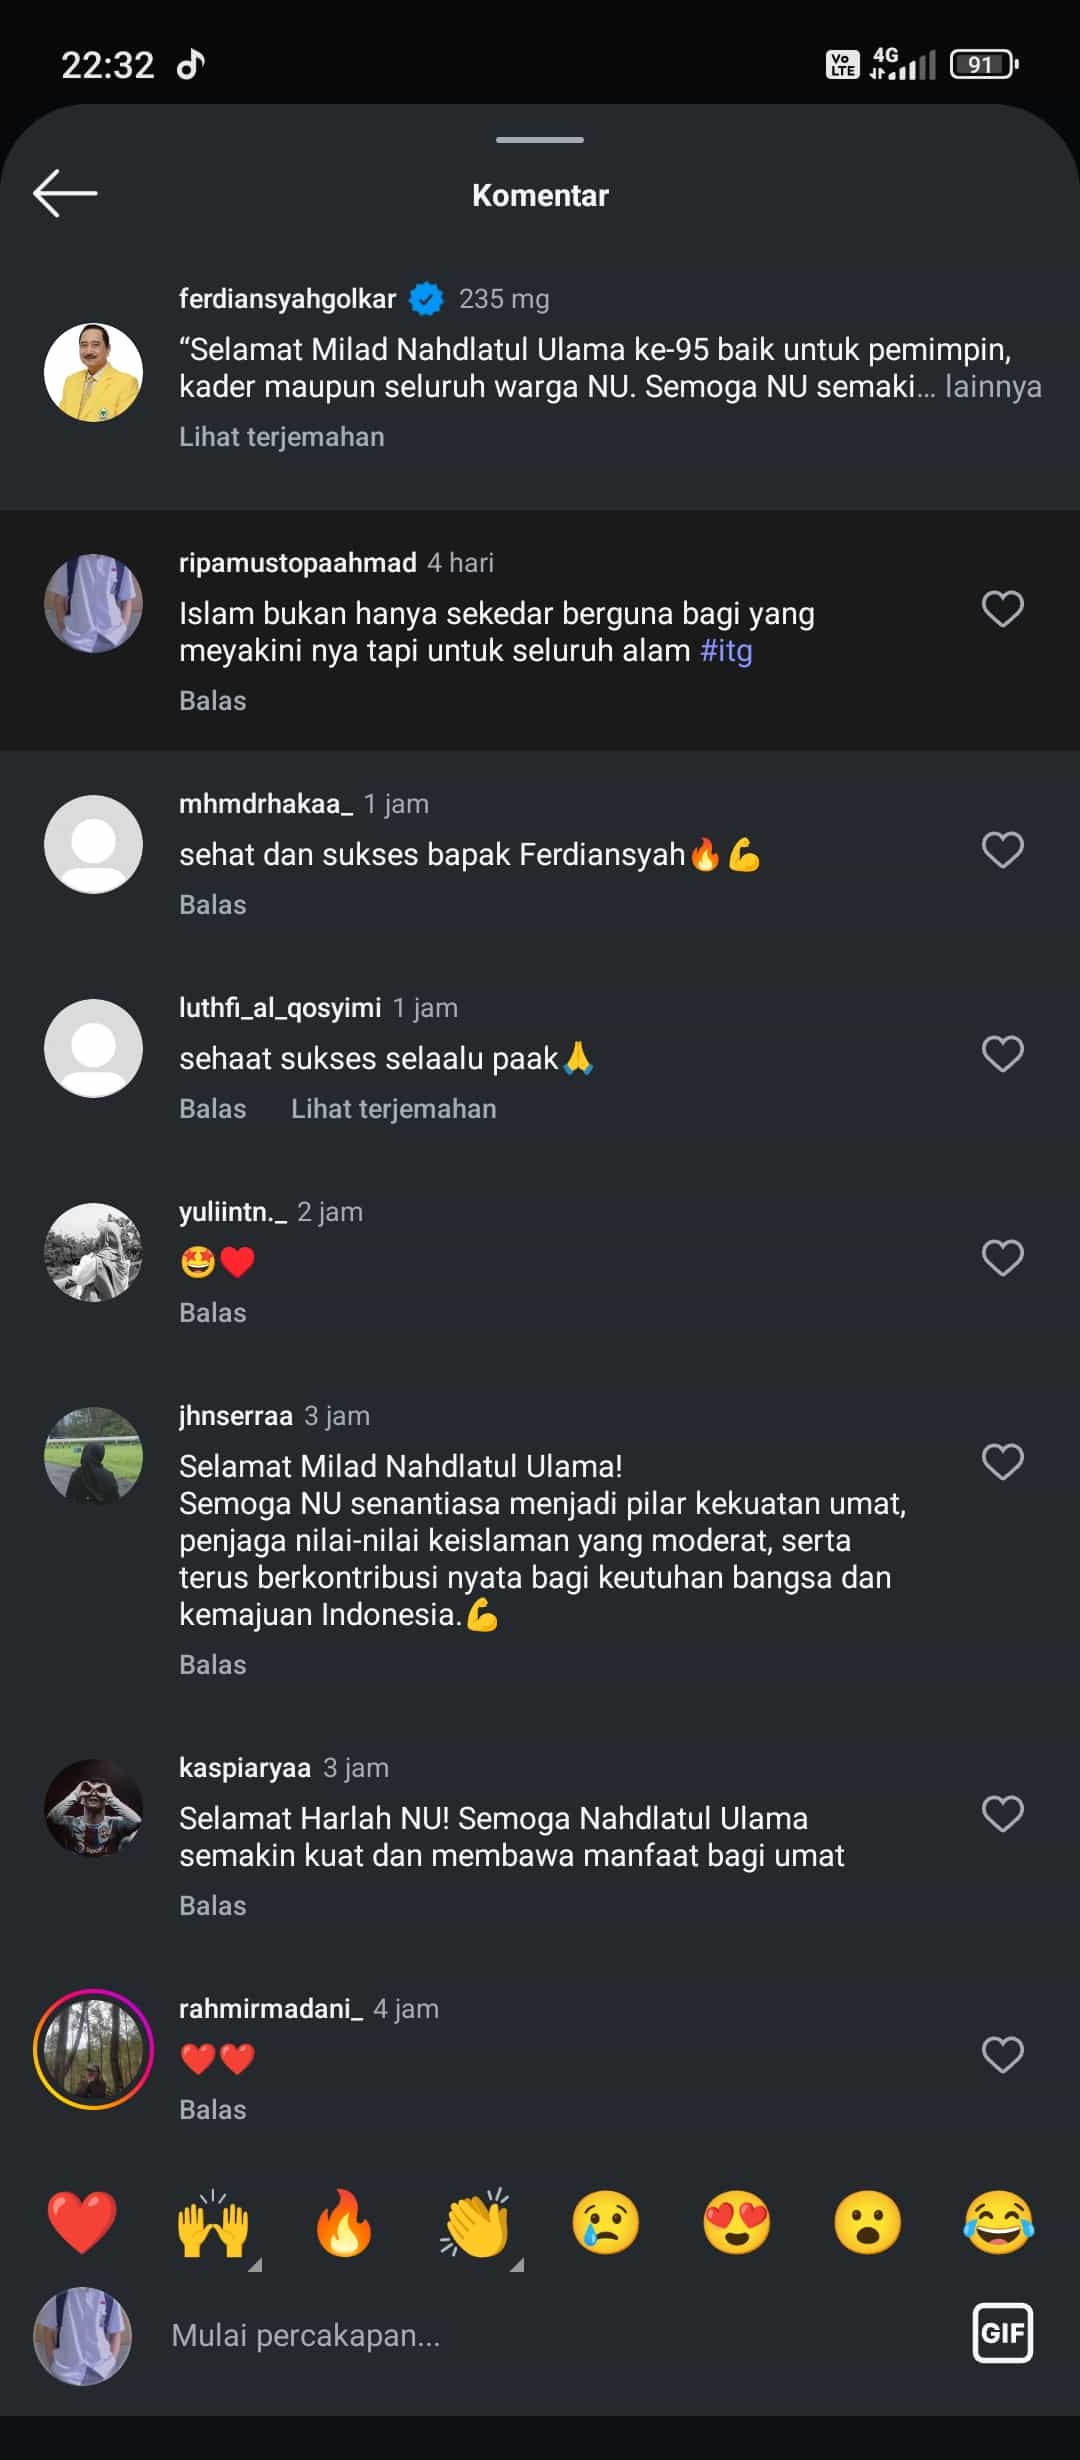 22:32
Vo LTE 4G 91
Komentar
ferdiansyahgolkar 235 mg
“Selamat Milad Nahdlatul Ulama ke-95 baik untuk pemimpin,
kader maupun seluruh warga NU. Semoga NU semaki... lainnya
Lihat terjemahan
ripamustopaahmad 4 hari
Islam bukan hanya sekedar berguna bagi yang
meyakini nya tapi untuk seluruh alam #itg
Balas
mhmdrhakaa_ 1 jam
sehat dan sukses bapak Ferdiansyah🔥💪
Balas
luthfi_al_qosyimi 1 jam
sehaat sukses selaalu paak🙏
Balas Lihat terjemahan
yuliintn._ 2 jam
🤩❤️
Balas
jhnserraa 3 jam
Selamat Milad Nahdlatul Ulama!
Semoga NU senantiasa menjadi pilar kekuatan umat,
penjaga nilai-nilai keislaman yang moderat, serta
terus berkontribusi nyata bagi keutuhan bangsa dan
kemajuan Indonesia.💪
Balas
kaspiaryaa 3 jam
Selamat Harlah NU! Semoga Nahdlatul Ulama
semakin kuat dan membawa manfaat bagi umat
Balas
rahmirmadani_ 4 jam
❤️❤️
Balas
❤️🙌🔥👏😢😍😮😂
Mulai percakapan...
GIF